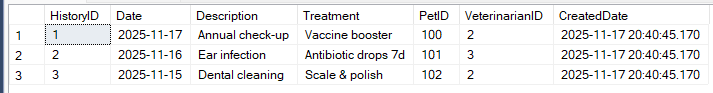 HistoryID Date Description Treatment PetID VeterinarianID CreatedDate
1 1 2025-11-17 Annual check-up Vaccine booster 100 2 2025-11-17 20:40:45.170
2 2 2025-11-16 Ear infection Antibiotic drops 7d 101 3 2025-11-17 20:40:45.170
3 3 2025-11-15 Dental cleaning Scale & polish 102 2 2025-11-17 20:40:45.170